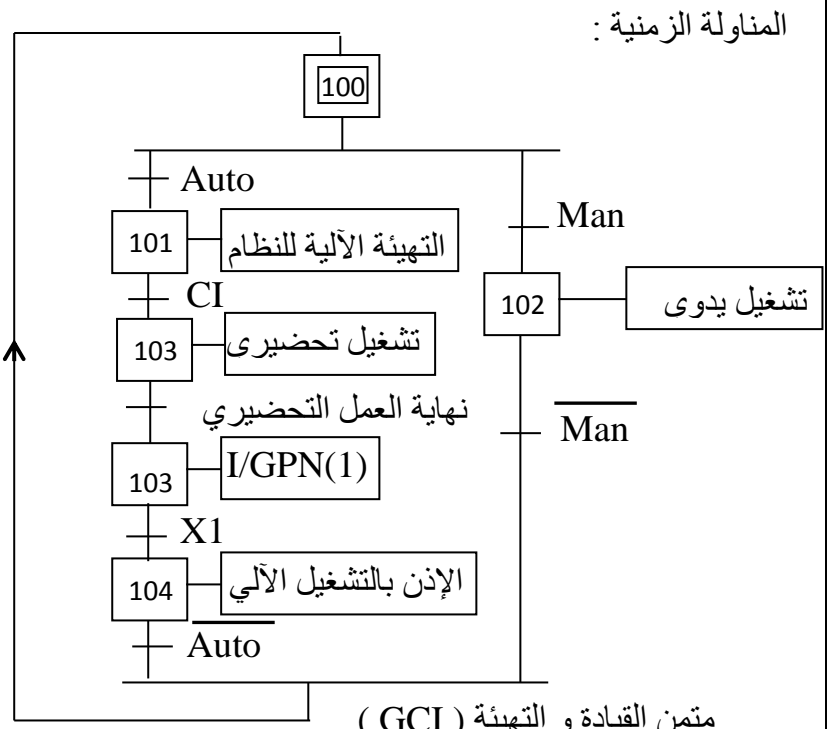 المناولة الزمنية :
100
Auto
Man
101
التهيئة الآلية للنظام
CI
102
تشغيل يدوى
103
تشغيل تحضيرى
نهاية العمل التحضيري
Man
103
I/GPN(1)
X1
104
الإذن بالتشغيل الآلي
Auto
متمن القيادة و التهيئة ( GCI )